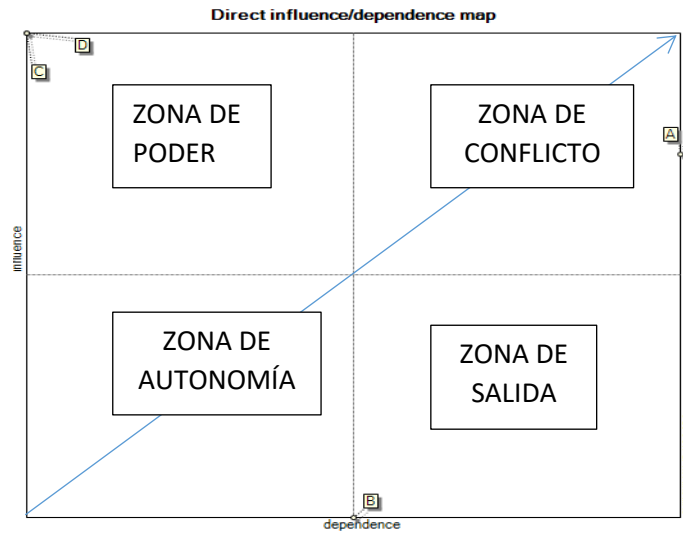 Direct influence/dependence map
D
C
ZONA DE
PODER
ZONA DE
CONFLICTO
A
influence
ZONA DE
AUTONOMÍA
ZONA DE
SALIDA
B
dependence